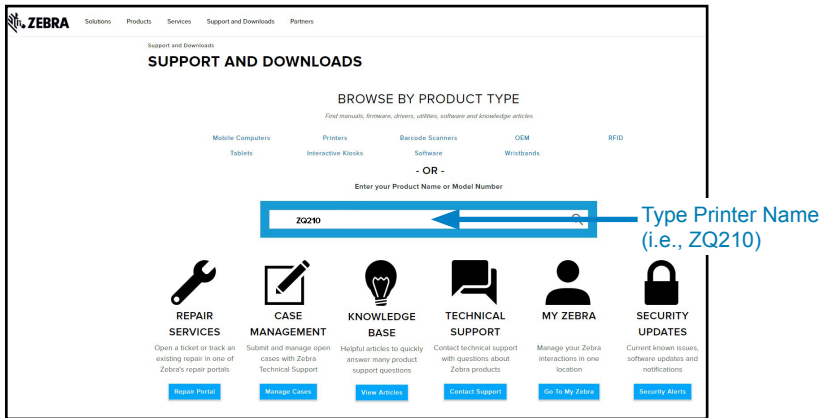 ZEBRA Solutions Products Services Support and Downloads Partners
Support and Downloads
SUPPORT AND DOWNLOADS
BROWSE BY PRODUCT TYPE
Find manuals, firmware, drivers, utilities, software and knowledge articles
Mobile Computers Printers Barcode Scanners OEM RFID
Tablets Interactive Kiosks Software Wristbands
- OR -
Enter your Product Name or Model Number
ZQ210
Type Printer Name
(i.e., ZQ210)
REPAIR
SERVICES
Open a ticket or track an
existing repair in one of
Zebra's repair portals
Repair Portal
CASE
MANAGEMENT
Submit and manage open
cases with Zebra
Technical Support
Manage Cases
KNOWLEDGE
BASE
Helpful articles to quickly
answer many product
support questions
View Articles
TECHNICAL
SUPPORT
Contact technical support
with questions about
Zebra products
Contact Support
MY ZEBRA
Manage your Zebra
interactions in one
location
Go To My Zebra
SECURITY
UPDATES
Current known issues,
software updates and
notifications
Security Alerts